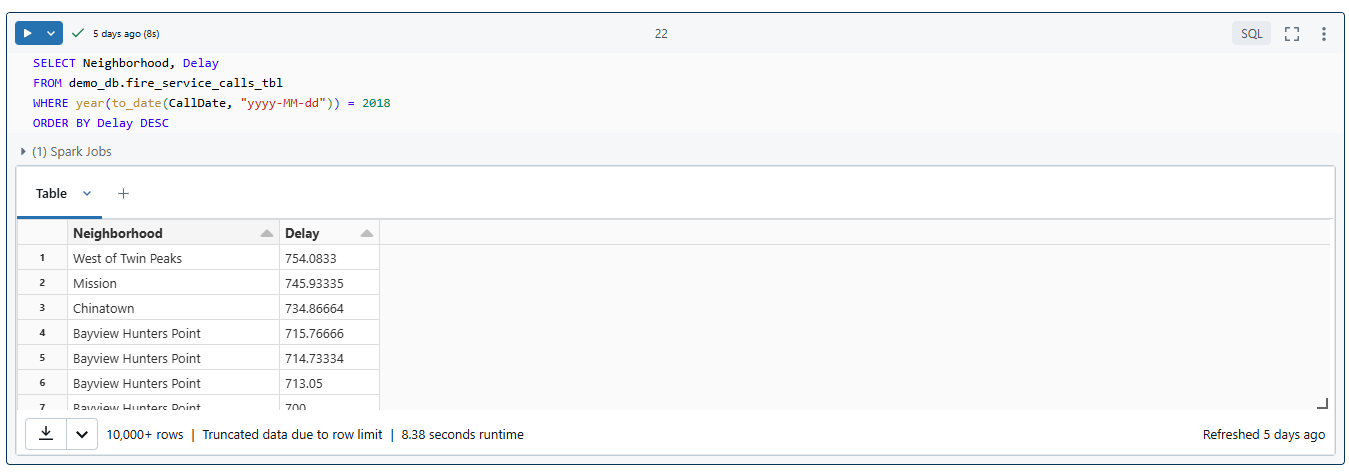 5 days ago (8s)
22
SQL
SELECT Neighborhood, Delay
FROM demo_db.fire_service_calls_tbl
WHERE year(to_date(CallDate, "yyyy-MM-dd")) = 2018
ORDER BY Delay DESC
(1) Spark Jobs
Table
Neighborhood Delay
1 West of Twin Peaks 754.0833
2 Mission 745.93335
3 Chinatown 734.86664
4 Bayview Hunters Point 715.76666
5 Bayview Hunters Point 714.73334
6 Bayview Hunters Point 713.05
7 Bayview Hunters Point 700
10,000+ rows | Truncated data due to row limit | 8.38 seconds runtime
Refreshed 5 days ago